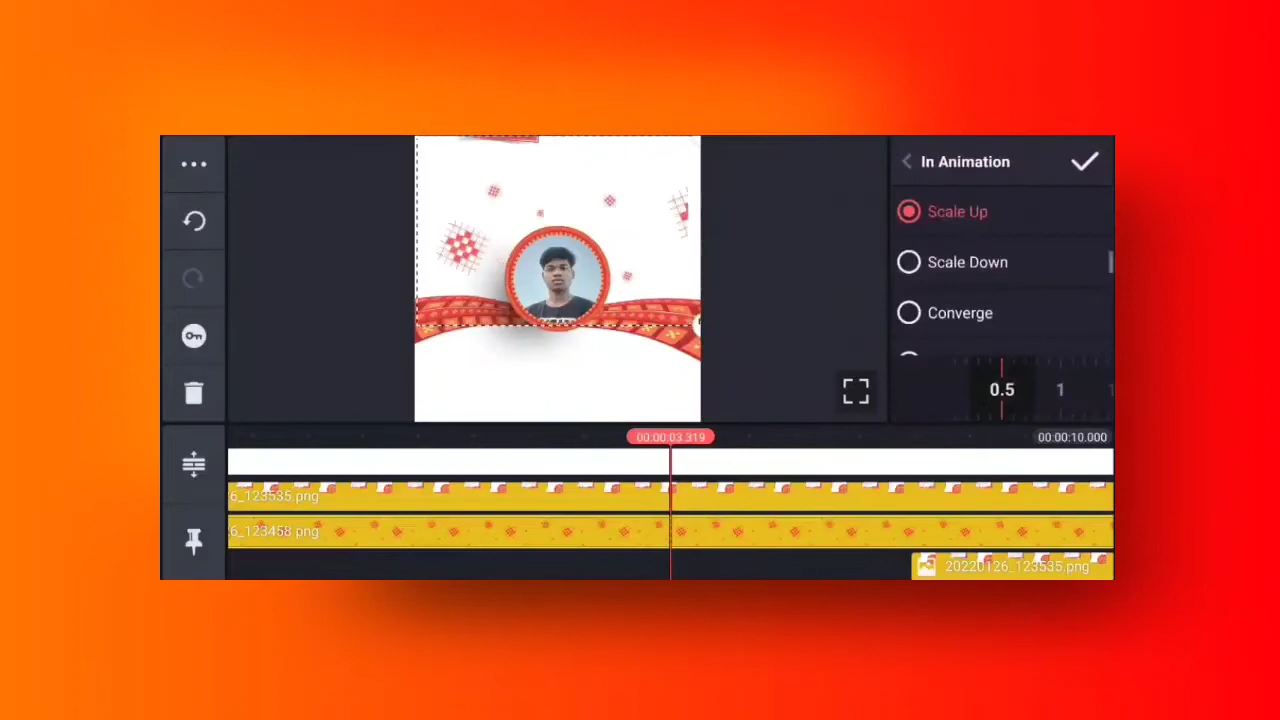 In Animation
Scale Up
Scale Down
Converge
0.5 1
00:00:03.319
00:00:10.000
6_123535.png
6_123458.png
20220126_123535.png